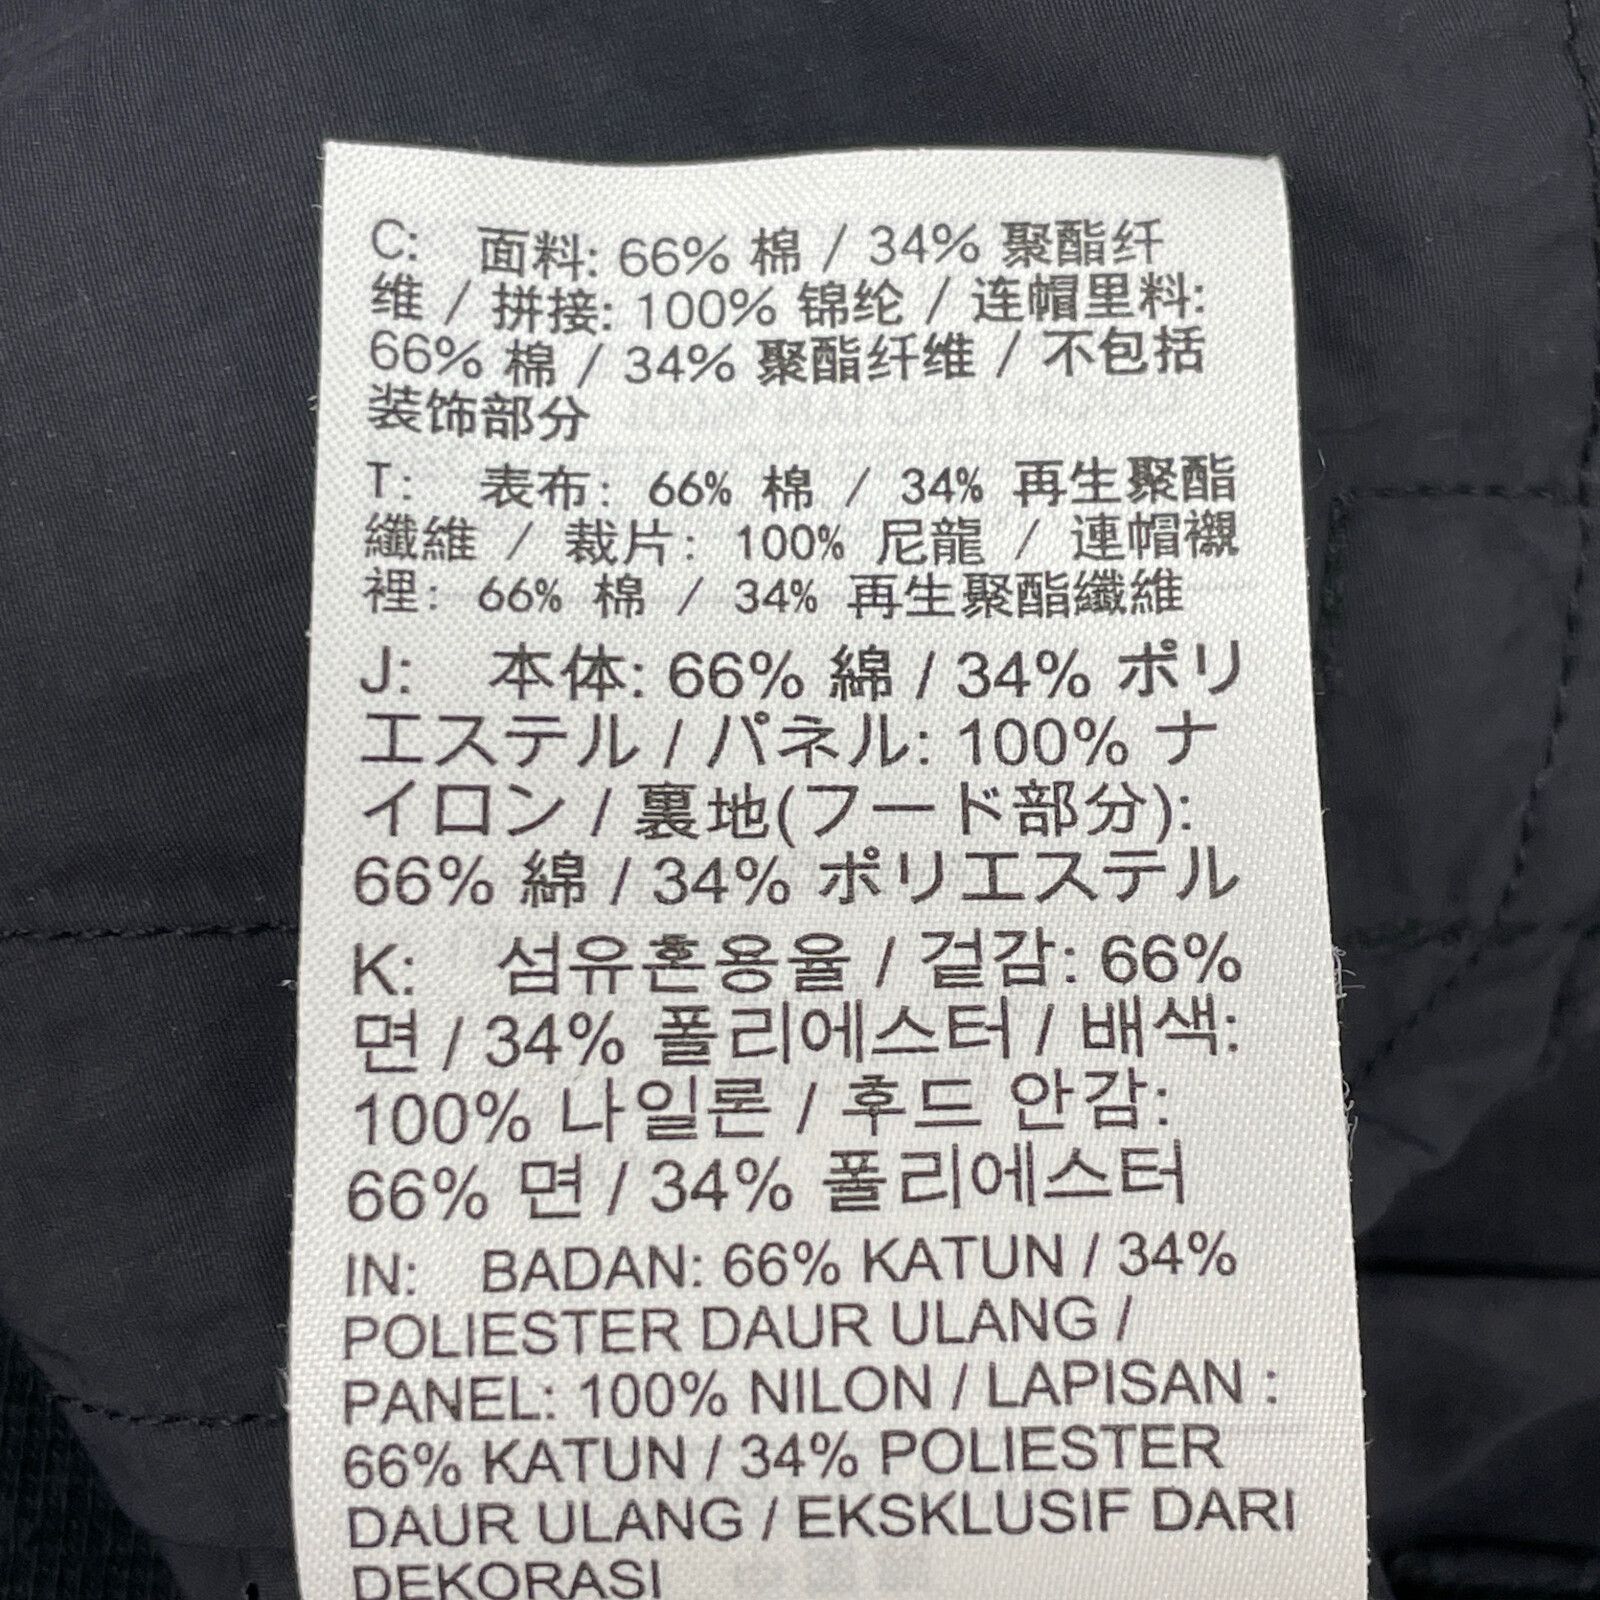 C: 面料: 66% 棉 / 34% 聚酯纤
维 / 拼接: 100% 锦纶 / 连帽里料:
66% 棉 / 34% 聚酯纤维 / 不包括
装饰部分
T: 表布: 66% 棉 / 34% 再生聚酯
纖維 / 裁片: 100% 尼龍 / 連帽襯
裡: 66% 棉 / 34% 再生聚酯纖維
J: 本体: 66% 綿 / 34% ポリ
エステル / パネル: 100% ナ
イロン / 裏地(フード部分):
66% 綿 / 34% ポリエステル
K: 섬유혼용율 / 겉감: 66%
면 / 34% 폴리에스터 / 배색:
100% 나일론 / 후드 안감:
66% 면 / 34% 폴리에스터
IN: BADAN: 66% KATUN / 34%
POLIESTER DAUR ULANG /
PANEL: 100% NILON / LAPISAN :
66% KATUN / 34% POLIESTER
DAUR ULANG / EKSKLUSIF DARI
DEKORASI